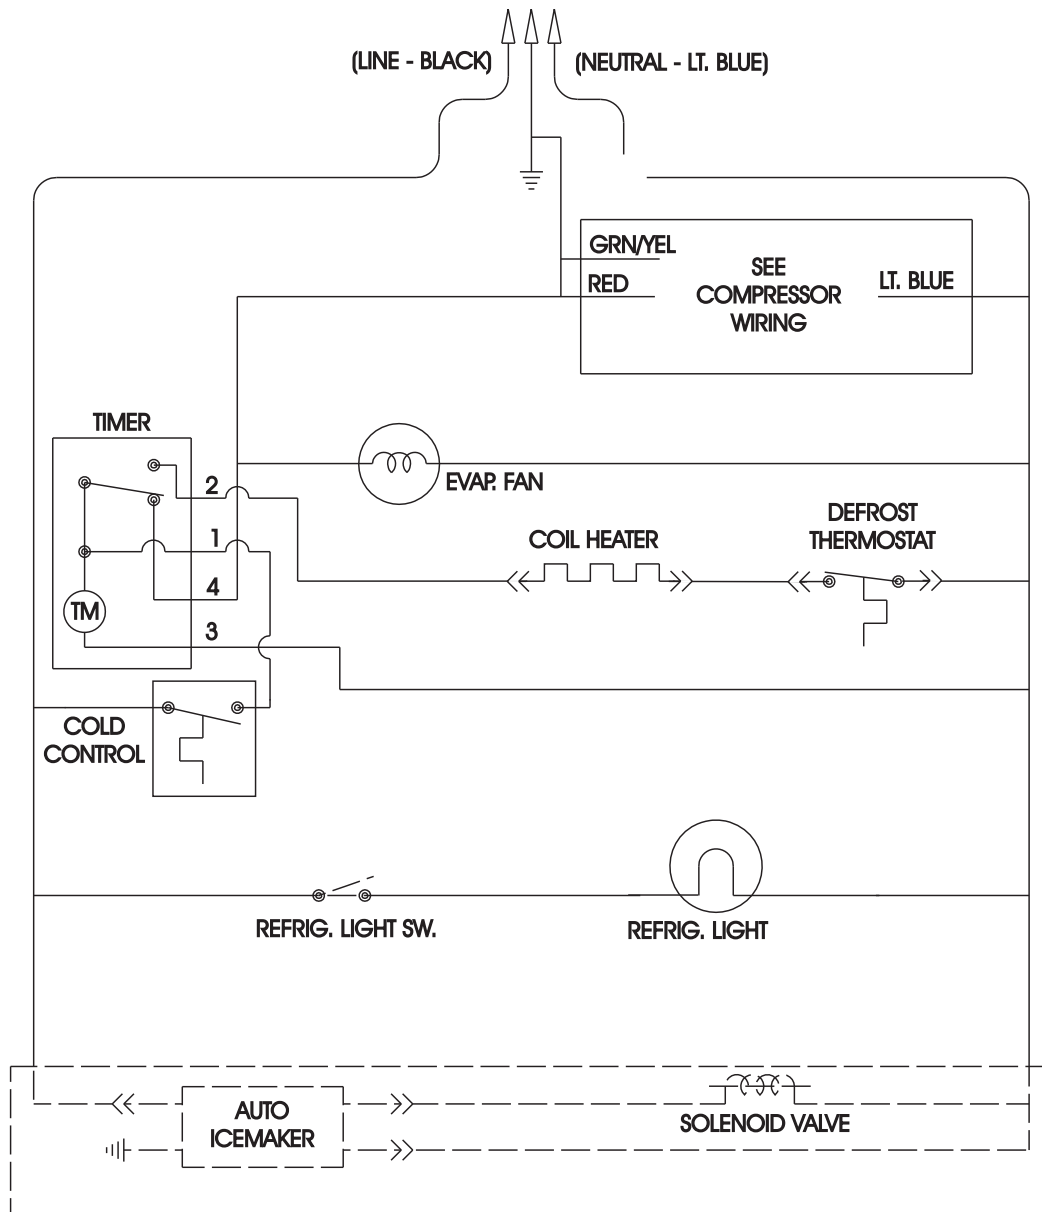 (LINE - BLACK)
(NEUTRAL - LT. BLUE)
GRN/YEL
RED
SEE
COMPRESSOR
WIRING
LT. BLUE
TIMER
2
EVAP. FAN
1
COIL HEATER
DEFROST
THERMOSTAT
4
TM
3
COLD
CONTROL
REFRIG. LIGHT SW.
REFRIG. LIGHT
AUTO
ICEMAKER
SOLENOID VALVE